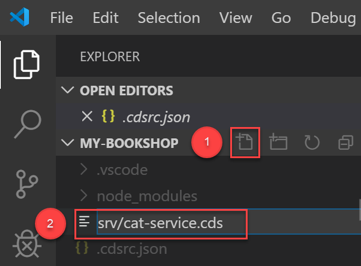 File Edit Selection View Go Debug
EXPLORER
OPEN EDITORS
{} .cdsrc.json
MY-BOOKSHOP
1
.vscode
node_modules
2
srv/cat-service.cds
{} .cdsrc.json